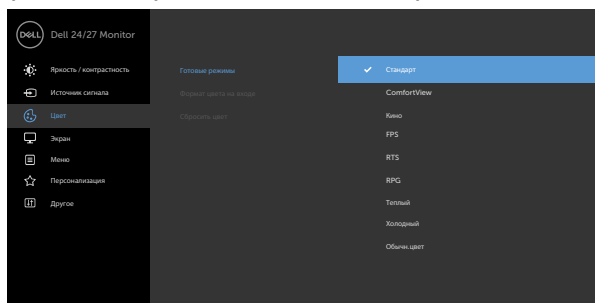 DELL
Dell 24/27 Monitor
Яркость / контрастность
Источник сигнала
Цвет
Экран
Меню
Персонализация
Другое
Готовые режимы
Формат цвета на входе
Сбросить цвет
Стандарт
ComfortView
Кино
FPS
RTS
RPG
Теплый
Холодный
Обычн.цвет